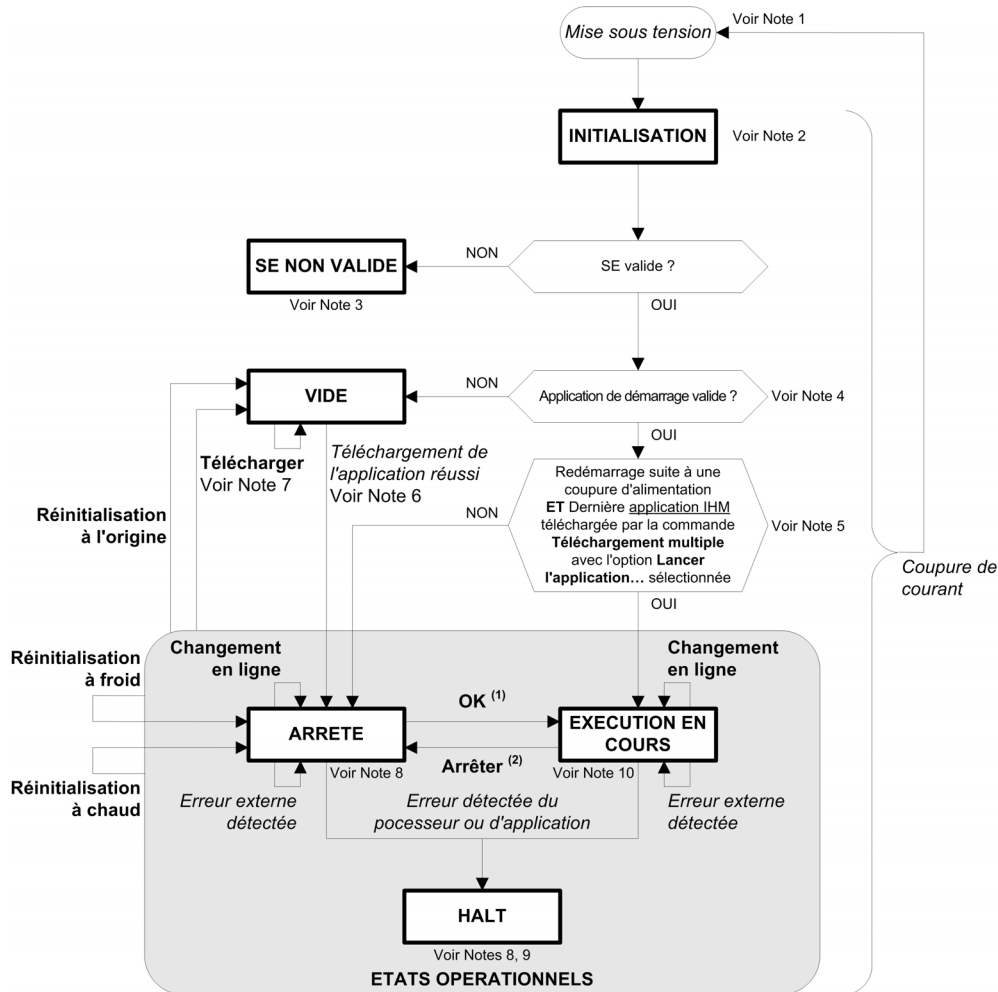 Mise sous tension
Voir Note 1
INITIALISATION
Voir Note 2
SE NON VALIDE
Voir Note 3
NON
SE valide ?
OUI
VIDE
NON
Application de démarrage valide ?
Voir Note 4
OUI
Télécharger
Voir Note 7
Téléchargement de
l'application réussi
Voir Note 6
NON
Redémarrage suite à une
coupure d'alimentation
ET Dernière application IHM
téléchargée par la commande
Téléchargement multiple
avec l'option Lancer
l'application… sélectionnée
Voir Note 5
OUI
Réinitialisation
à l'origine
Coupure de
courant
Réinitialisation
à froid
Changement
en ligne
Changement
en ligne
OK (1)
ARRETE
EXECUTION EN
COURS
Voir Note 8
Arrêter (2)
Voir Note 10
Réinitialisation
à chaud
Erreur externe
détectée
Erreur détectée du
pocesseur ou d'application
Erreur externe
détectée
HALT
Voir Notes 8, 9
ETATS OPERATIONNELS